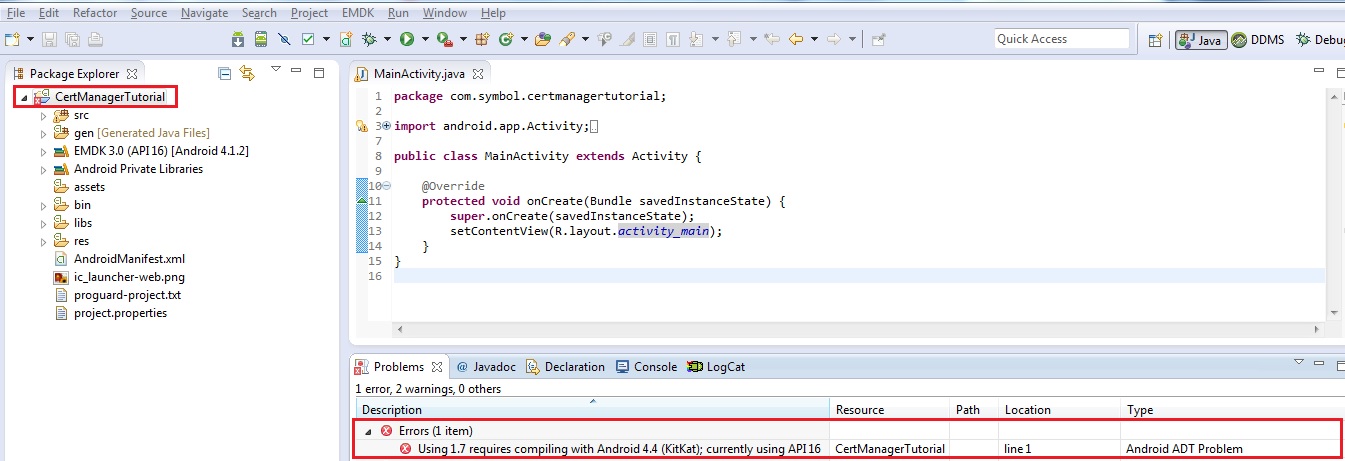 File Edit Refactor Source Navigate Search Project EMDK Run Window Help
Quick Access
Java DDMS Debug
Package Explorer
CertManagerTutorial
src
gen [Generated Java Files]
EMDK 3.0 (API 16) [Android 4.1.2]
Android Private Libraries
assets
bin
libs
res
AndroidManifest.xml
ic_launcher-web.png
proguard-project.txt
project.properties
MainActivity.java
1 package com.symbol.certmanagertutorial;
2
3 import android.app.Activity;
7
8 public class MainActivity extends Activity {
9
10 @Override
11 protected void onCreate(Bundle savedInstanceState) {
12 super.onCreate(savedInstanceState);
13 setContentView(R.layout.activity_main);
14 }
15 }
16
Problems Javadoc Declaration Console LogCat
1 error, 2 warnings, 0 others
Description Resource Path Location Type
Errors (1 item)
Using 1.7 requires compiling with Android 4.4 (KitKat); currently using API 16 CertManagerTutorial line 1 Android ADT Problem